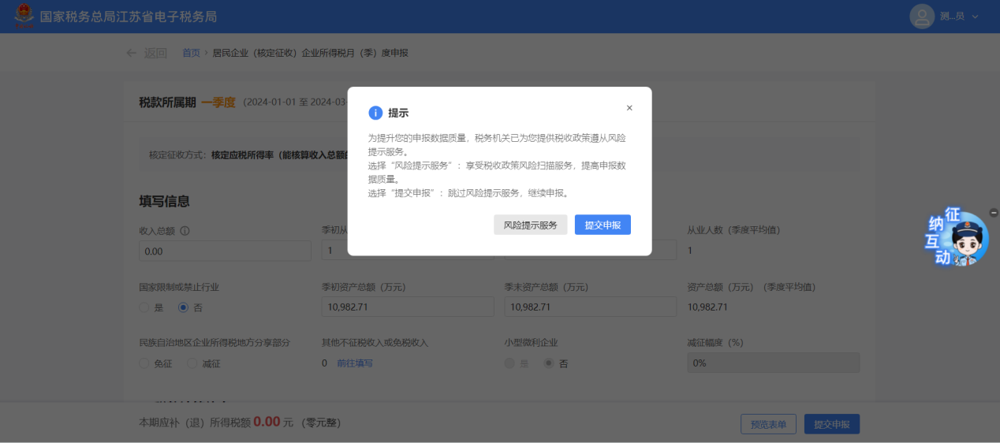 国家税务总局江苏省电子税务局
测...员
返回 首页 › 居民企业（核定征收）企业所得税月（季）度申报
税款所属期 一季度 （2024-01-01 至 2024-03-
提示
×
为提升您的申报数据质量，税务机关已为您提供税收政策遵从风险
提示服务。
选择“风险提示服务”：享受税收政策风险扫描服务，提高申报数
据质量。
选择“提交申报”：跳过风险提示服务，继续申报。
风险提示服务 提交申报
核定征收方式：核定应税所得率（能核算收入总额的
填写信息
收入总额 季初从 从业人数（季度平均值）
0.00 1 1
国家限制或禁止行业 季初资产总额（万元） 季末资产总额（万元） 资产总额（万元）（季度平均值）
是 否 10,982.71 10,982.71 10,982.71
民族自治地区企业所得税地方分享部分 其他不征税收入或免税收入 小型微利企业 减征幅度（%）
免征 减征 0 前往填写 是 否 0%
本期应补（退）所得税额 0.00 元 （零元整）
预览表单 提交申报
征纳互动